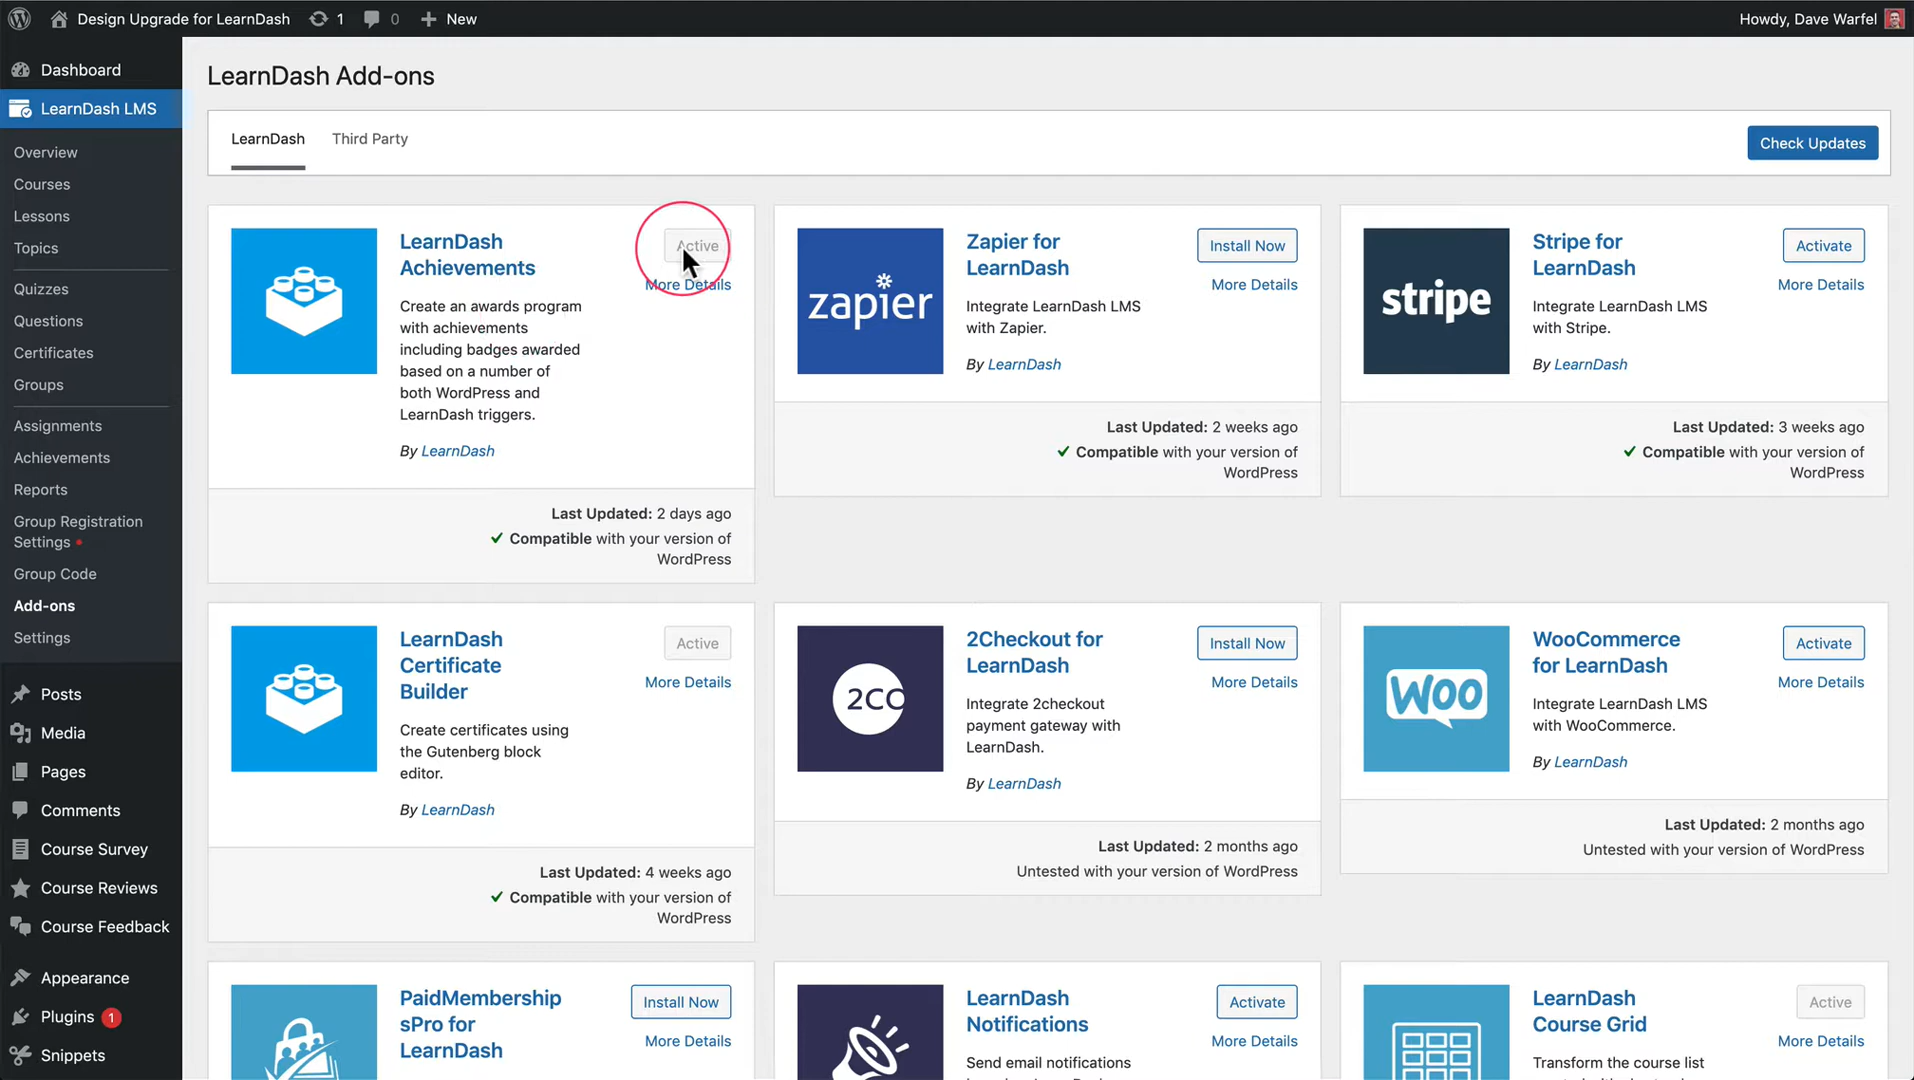 Design Upgrade for LearnDash
1
0
New
Howdy, Dave Warfel
Dashboard
LearnDash LMS
Overview
Courses
Lessons
Topics
Quizzes
Questions
Certificates
Groups
Assignments
Achievements
Reports
Group Registration
Settings
Group Code
Add-ons
Settings
Posts
Media
Pages
Comments
Course Survey
Course Reviews
Course Feedback
Appearance
Plugins 1
Snippets
LearnDash Add-ons
LearnDash
Third Party
Check Updates
LearnDash
Achievements
Active
More Details
Create an awards program
with achievements
including badges awarded
based on a number of
both WordPress and
LearnDash triggers.
By LearnDash
Last Updated: 2 days ago
Compatible with your version of
WordPress
zapier
Zapier for
LearnDash
Install Now
More Details
Integrate LearnDash LMS
with Zapier.
By LearnDash
Last Updated: 2 weeks ago
Compatible with your version of
WordPress
stripe
Stripe for
LearnDash
Activate
More Details
Integrate LearnDash LMS
with Stripe.
By LearnDash
Last Updated: 3 weeks ago
Compatible with your version of
WordPress
LearnDash
Certificate
Builder
Active
More Details
Create certificates using
the Gutenberg block
editor.
By LearnDash
Last Updated: 4 weeks ago
Compatible with your version of
WordPress
2CO
2Checkout for
LearnDash
Install Now
More Details
Integrate 2checkout
payment gateway with
LearnDash.
By LearnDash
Last Updated: 2 months ago
Untested with your version of WordPress
WOO
WooCommerce
for LearnDash
Activate
More Details
Integrate LearnDash LMS
with WooCommerce.
By LearnDash
Last Updated: 2 months ago
Untested with your version of WordPress
PaidMembership
sPro for
LearnDash
Install Now
More Details
LearnDash
Notifications
Activate
More Details
Send email notifications
LearnDash
Course Grid
Active
More Details
Transform the course list